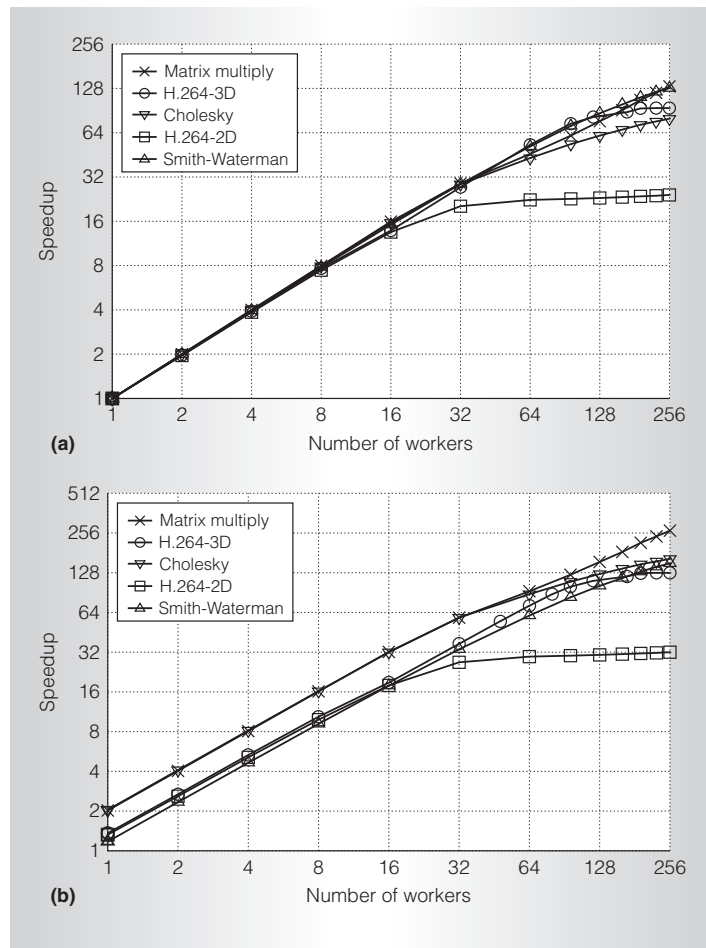 256
128
64
32
16
8
4
2
1
Speedup
Matrix multiply
H.264-3D
Cholesky
H.264-2D
Smith-Waterman
1 2 4 8 16 32 64 128 256
(a)
Number of workers
512
256
128
64
32
16
8
4
2
1
Speedup
Matrix multiply
H.264-3D
Cholesky
H.264-2D
Smith-Waterman
1 2 4 8 16 32 64 128 256
(b)
Number of workers